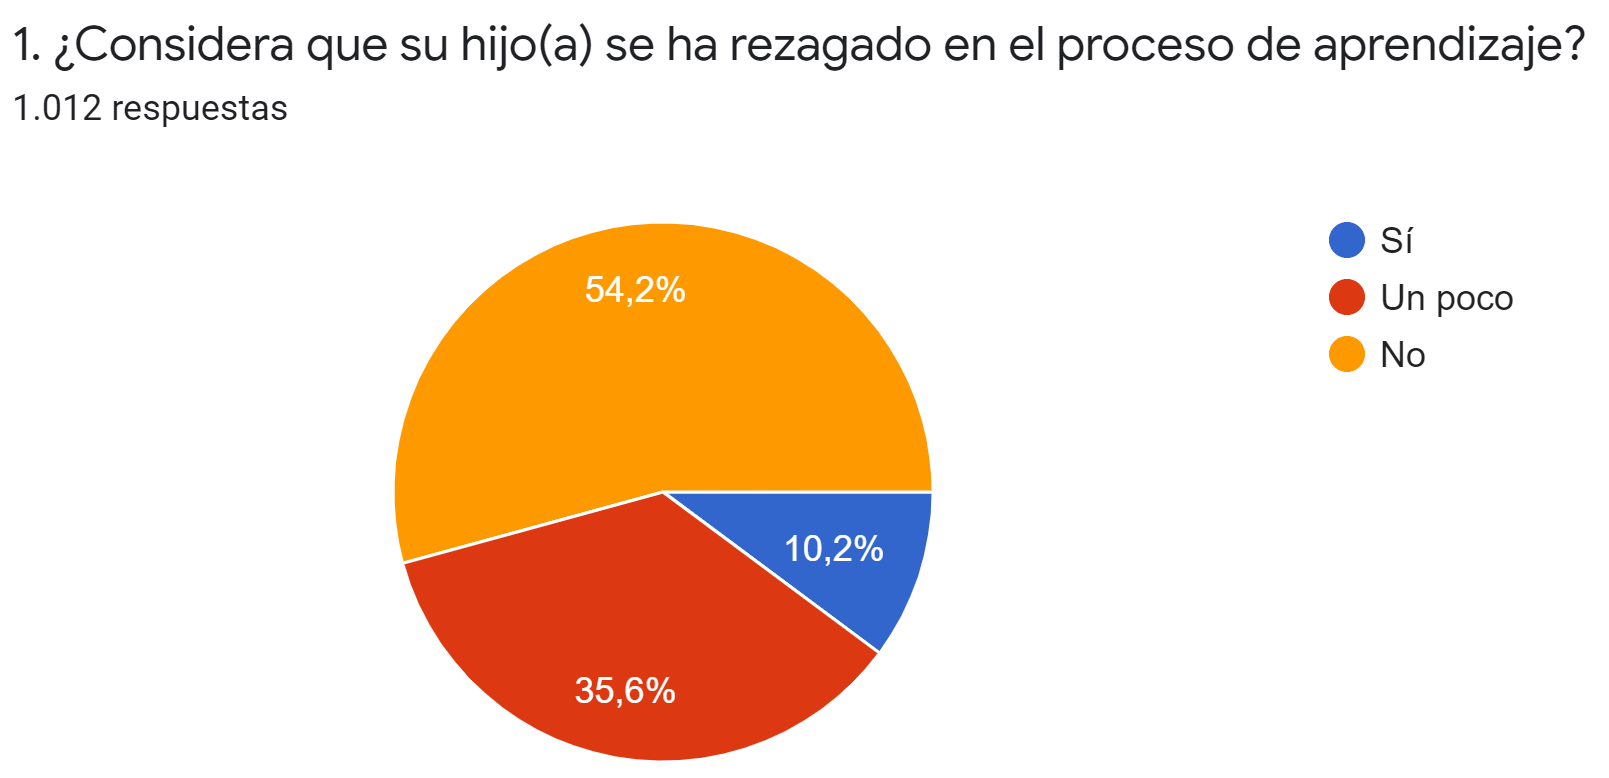 1. ¿Considera que su hijo(a) se ha rezagado en el proceso de aprendizaje?
1.012 respuestas
Sí
Un poco
No
54,2%
10,2%
35,6%